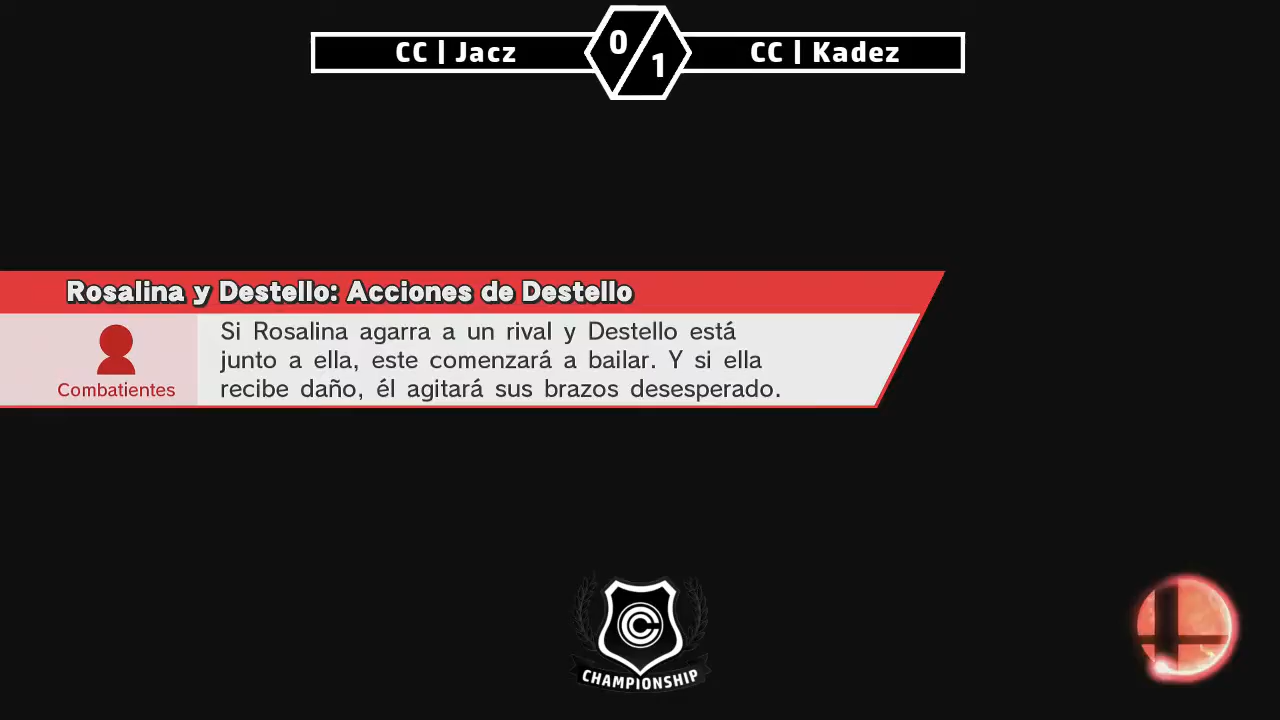 CC | Jacz
0
1
CC | Kadez
Rosalina y Destello: Acciones de Destello
Combatientes
Si Rosalina agarra a un rival y Destello está
junto a ella, este comenzará a bailar. Y si ella
recibe daño, él agitará sus brazos desesperado.
CC
CHAMPIONSHIP